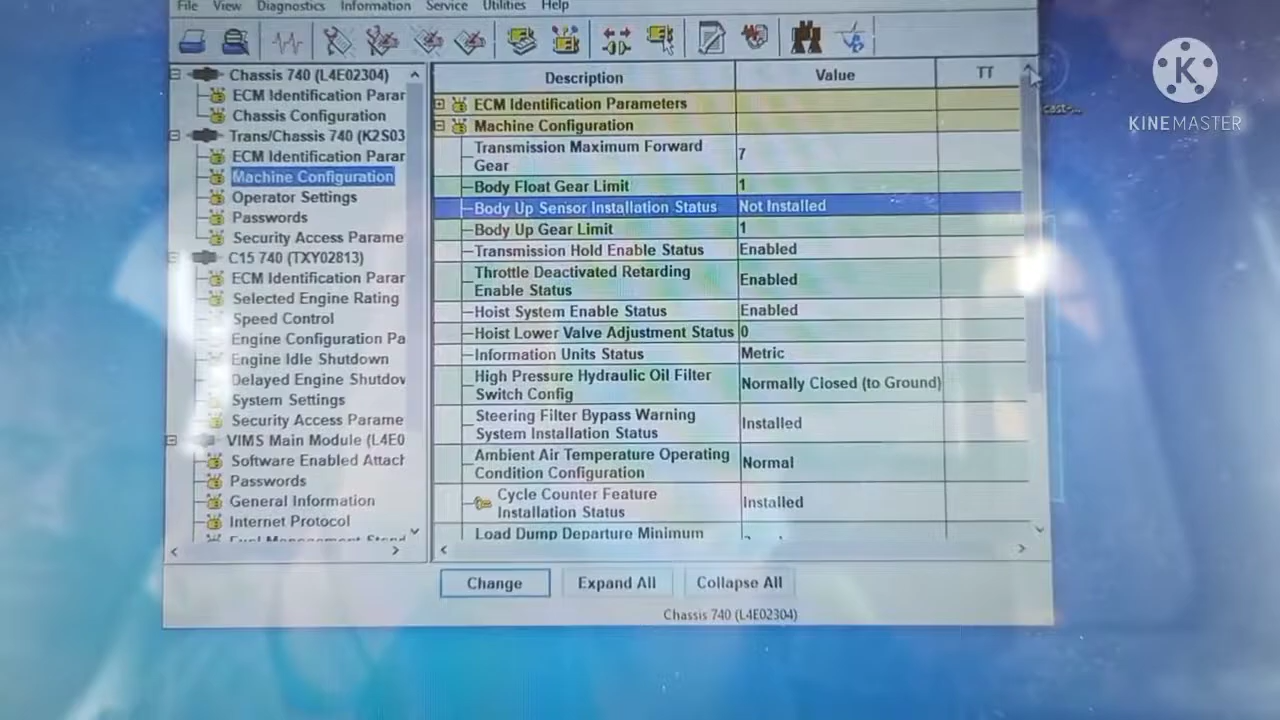 File View Diagnostics Information Service Utilities Help
Chassis 740 (L4E02304)
ECM Identification Parar
Chassis Configuration
Trans/Chassis 740 (K2S03
ECM Identification Parar
Machine Configuration
Operator Settings
Passwords
Security Access Parame
C15 740 (TXY02813)
ECM Identification Parar
Selected Engine Rating
Speed Control
Engine Configuration Pa
Engine Idle Shutdown
Delayed Engine Shutdov
System Settings
Security Access Parame
VIMS Main Module (L4E0
Software Enabled Attach
Passwords
General Information
Internet Protocol
Description Value TT
ECM Identification Parameters
Machine Configuration
Transmission Maximum Forward
Gear
7
Body Float Gear Limit 1
Body Up Sensor Installation Status Not Installed
Body Up Gear Limit 1
Transmission Hold Enable Status Enabled
Throttle Deactivated Retarding
Enable Status
Enabled
Hoist System Enable Status Enabled
Hoist Lower Valve Adjustment Status 0
Information Units Status Metric
High Pressure Hydraulic Oil Filter
Switch Config
Normally Closed (to Ground)
Steering Filter Bypass Warning
System Installation Status
Installed
Ambient Air Temperature Operating
Condition Configuration
Normal
Cycle Counter Feature
Installation Status
Installed
Load Dump Departure Minimum
Change Expand All Collapse All
Chassis 740 (L4E02304)
K
KINEMASTER